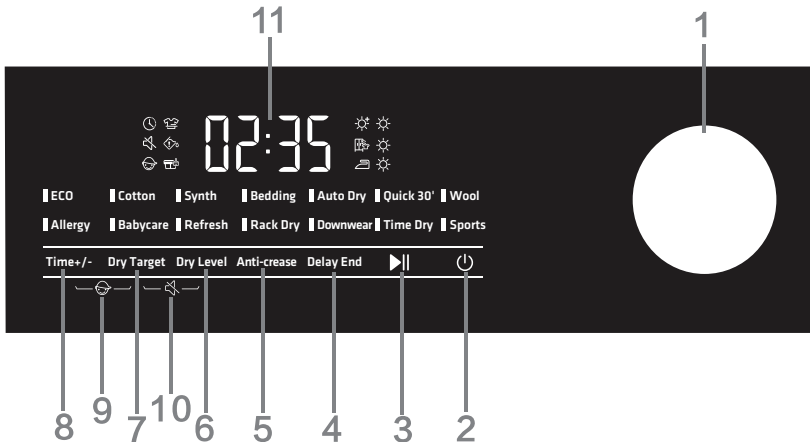 11
1
02:35
ECO Cotton Synth Bedding Auto Dry Quick 30' Wool
Allergy Babycare Refresh Rack Dry Downwear Time Dry Sports
Time+/- Dry Target Dry Level Anti-crease Delay End
8 9 7 10 6 5 4 3 2